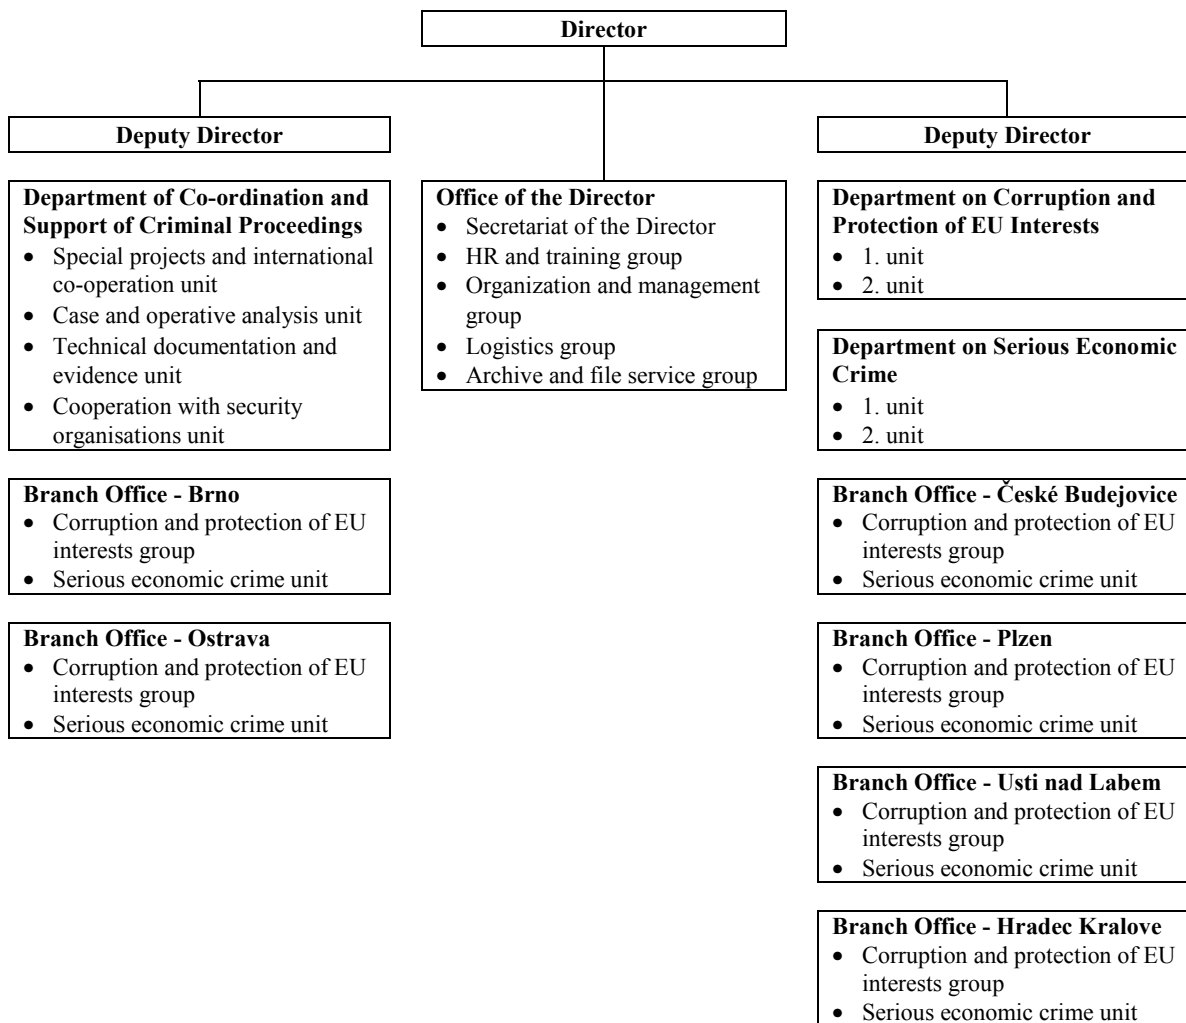 Director
Deputy Director
Department of Co-ordination and
Support of Criminal Proceedings
• Special projects and international
co-operation unit
• Case and operative analysis unit
• Technical documentation and
evidence unit
• Cooperation with security
organisations unit
Branch Office - Brno
• Corruption and protection of EU
interests group
• Serious economic crime unit
Branch Office - Ostrava
• Corruption and protection of EU
interests group
• Serious economic crime unit
Office of the Director
• Secretariat of the Director
• HR and training group
• Organization and management
group
• Logistics group
• Archive and file service group
Deputy Director
Department on Corruption and
Protection of EU Interests
• 1. unit
• 2. unit
Department on Serious Economic
Crime
• 1. unit
• 2. unit
Branch Office - České Budejovice
• Corruption and protection of EU
interests group
• Serious economic crime unit
Branch Office - Plzen
• Corruption and protection of EU
interests group
• Serious economic crime unit
Branch Office - Usti nad Labem
• Corruption and protection of EU
interests group
• Serious economic crime unit
Branch Office - Hradec Kralove
• Corruption and protection of EU
interests group
• Serious economic crime unit